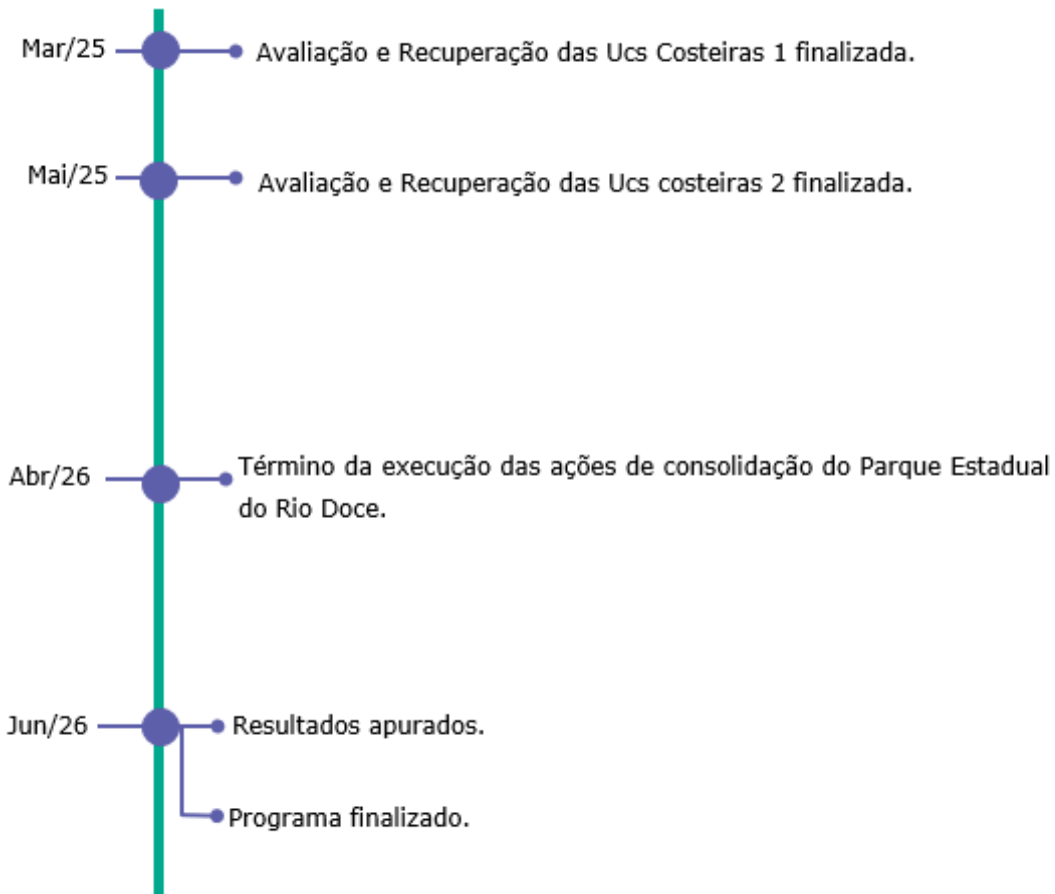 Mar/25 Avaliação e Recuperação das Ucs Costeiras 1 finalizada.
Mai/25 Avaliação e Recuperação das Ucs costeiras 2 finalizada.
Abr/26 Término da execução das ações de consolidação do Parque Estadual
do Rio Doce.
Jun/26 Resultados apurados.
Programa finalizado.